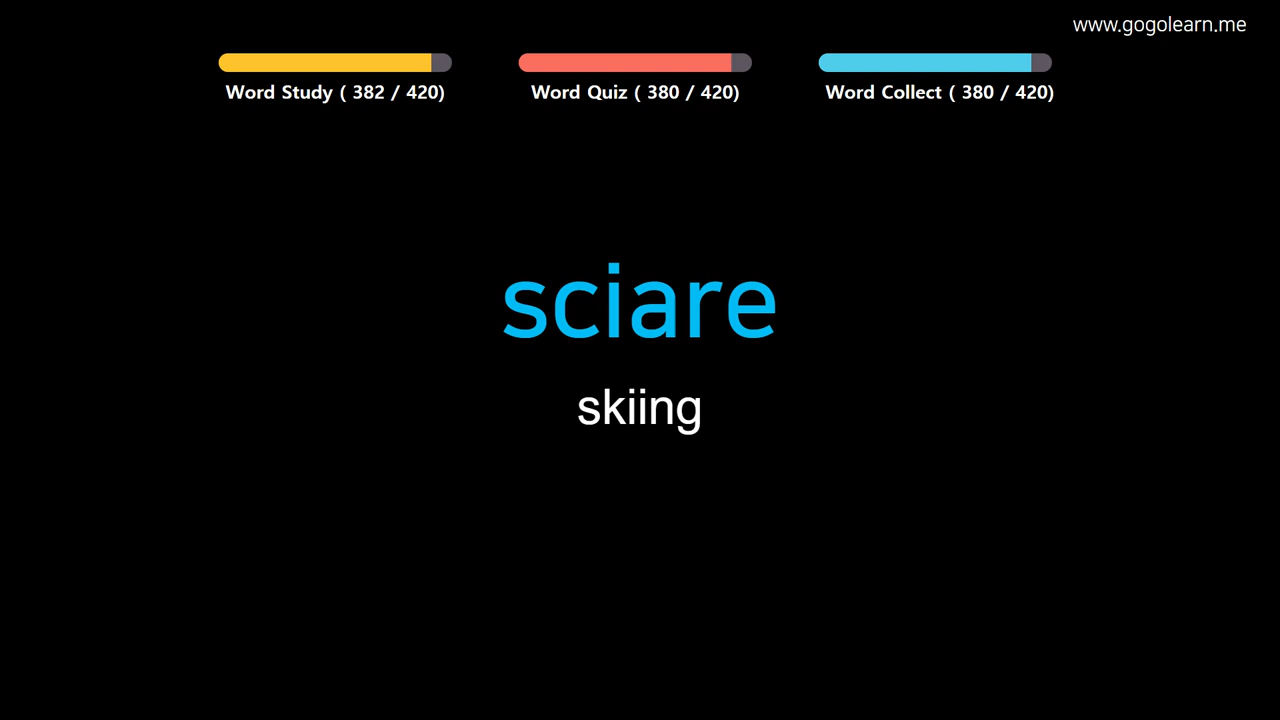 www.gogolearn.me
Word Study ( 382 / 420)
Word Quiz ( 380 / 420)
Word Collect ( 380 / 420)
sciare
skiing